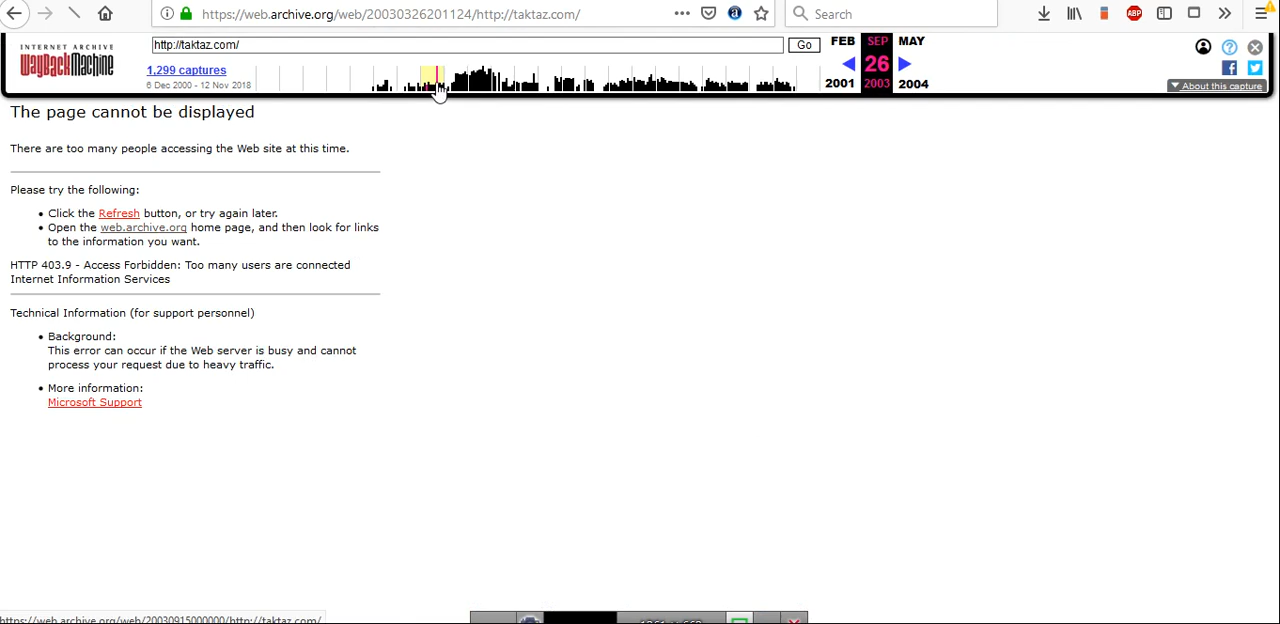 https://web.archive.org/web/20030326201124/http://taktaz.com/
Search
ABP
INTERNET ARCHIVE
WayBackMachine
http://taktaz.com/
Go
FEB SEP MAY
1,299 captures
26
6 Dec 2000 - 12 Nov 2018
2001 2003 2004
About this capture
The page cannot be displayed
There are too many people accessing the Web site at this time.
Please try the following:
• Click the Refresh button, or try again later.
• Open the web.archive.org home page, and then look for links
to the information you want.
HTTP 403.9 - Access Forbidden: Too many users are connected
Internet Information Services
Technical Information (for support personnel)
• Background:
This error can occur if the Web server is busy and cannot
process your request due to heavy traffic.
• More information:
Microsoft Support
https://web.archive.org/web/20030915000000/http://taktaz.com/